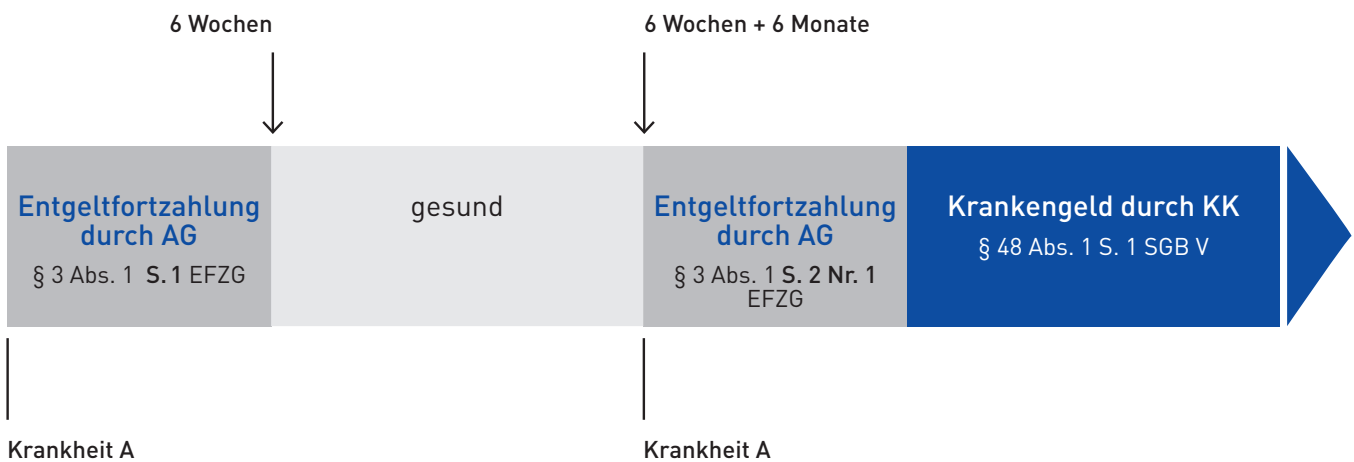 6 Wochen
6 Wochen + 6 Monate
Entgeltfortzahlung
durch AG
§ 3 Abs. 1 S. 1 EFZG
gesund
Entgeltfortzahlung
durch AG
§ 3 Abs. 1 S. 2 Nr. 1
EFZG
Krankengeld durch KK
§ 48 Abs. 1 S. 1 SGB V
Krankheit A
Krankheit A